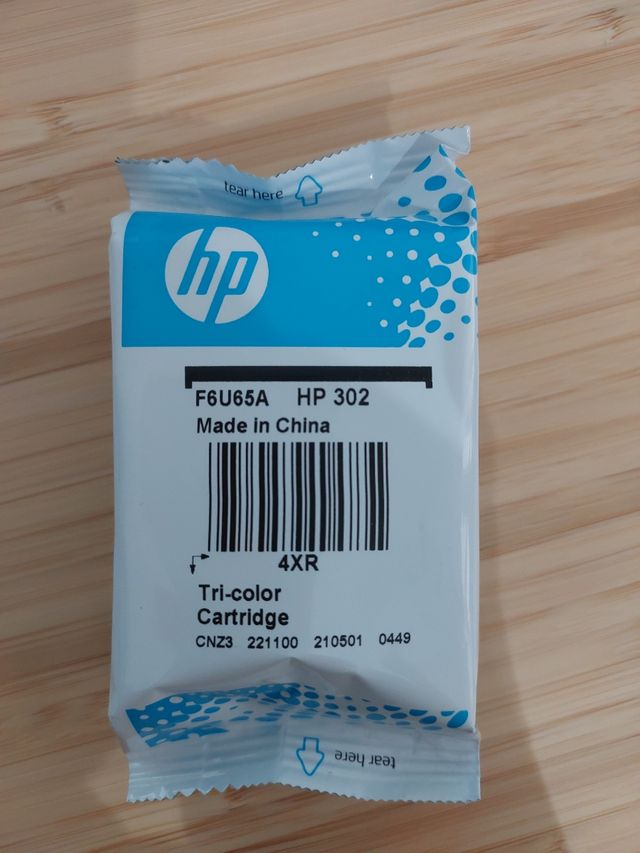 tear here
hp
F6U65A HP 302
Made in China
4XR
Tri-color
Cartridge
CNZ3 221100 210501 0449
tear here